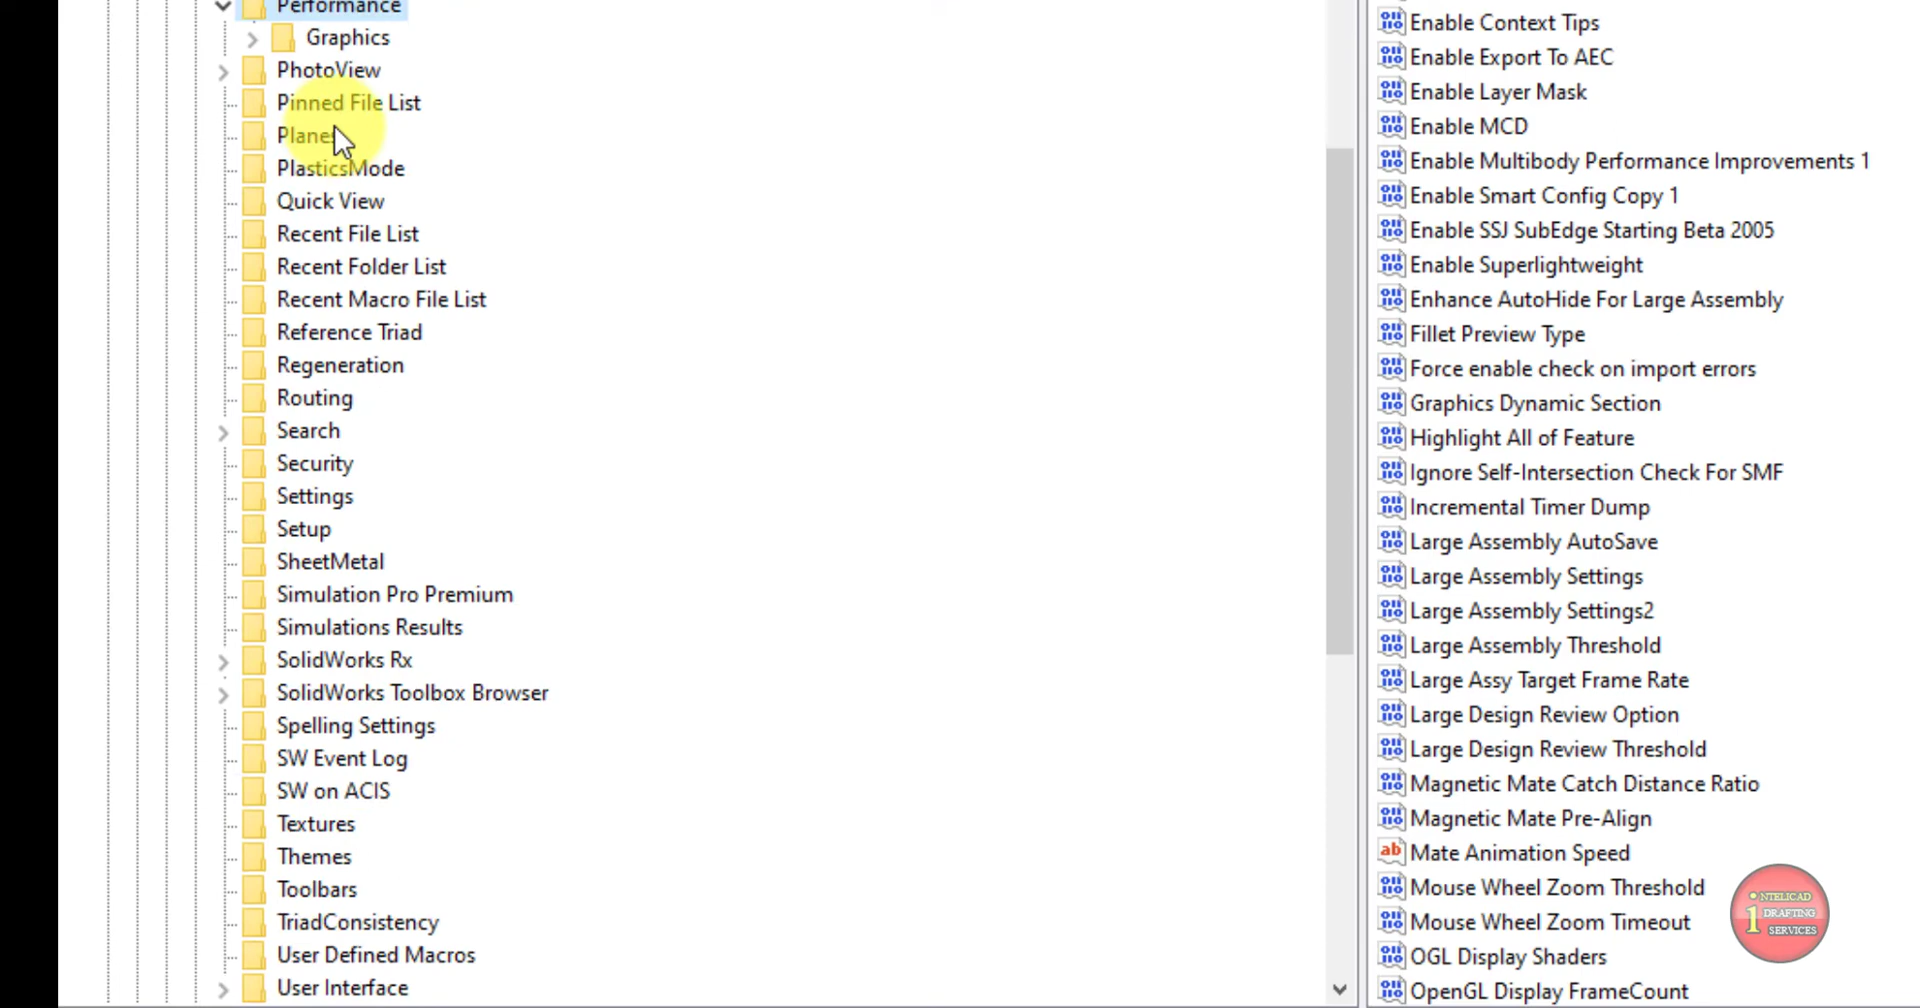 Performance
Graphics
PhotoView
Pinned File List
Planes
PlasticsMode
Quick View
Recent File List
Recent Folder List
Recent Macro File List
Reference Triad
Regeneration
Routing
Search
Security
Settings
Setup
SheetMetal
Simulation Pro Premium
Simulations Results
SolidWorks Rx
SolidWorks Toolbox Browser
Spelling Settings
SW Event Log
SW on ACIS
Textures
Themes
Toolbars
TriadConsistency
User Defined Macros
User Interface
Enable Context Tips
Enable Export To AEC
Enable Layer Mask
Enable MCD
Enable Multibody Performance Improvements 1
Enable Smart Config Copy 1
Enable SSJ SubEdge Starting Beta 2005
Enable Superlightweight
Enhance AutoHide For Large Assembly
Fillet Preview Type
Force enable check on import errors
Graphics Dynamic Section
Highlight All of Feature
Ignore Self-Intersection Check For SMF
Incremental Timer Dump
Large Assembly AutoSave
Large Assembly Settings
Large Assembly Settings2
Large Assembly Threshold
Large Assy Target Frame Rate
Large Design Review Option
Large Design Review Threshold
Magnetic Mate Catch Distance Ratio
Magnetic Mate Pre-Align
Mate Animation Speed
Mouse Wheel Zoom Threshold
Mouse Wheel Zoom Timeout
OGL Display Shaders
OpenGL Display FrameCount
iNTELICAD
DRAFTING
SERVICES